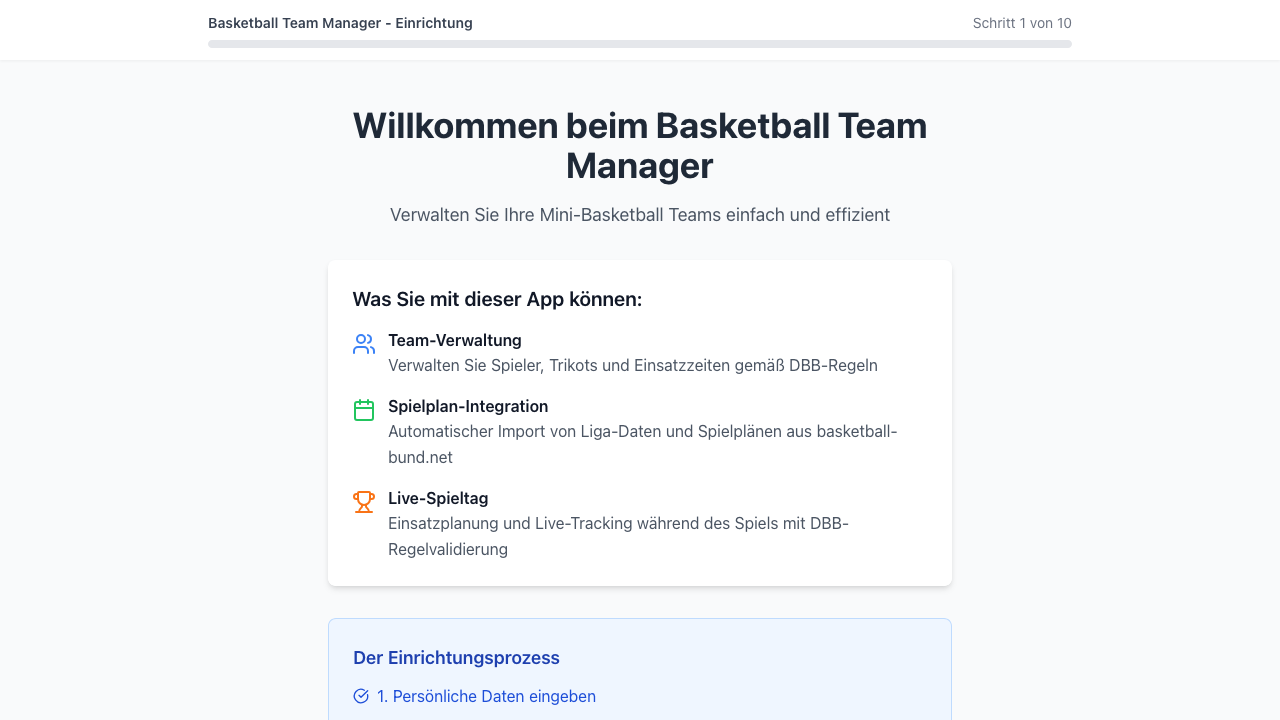 Basketball Team Manager - Einrichtung
Schritt 1 von 10
Willkommen beim Basketball Team
Manager
Verwalten Sie Ihre Mini-Basketball Teams einfach und effizient
Was Sie mit dieser App können:
Team-Verwaltung
Verwalten Sie Spieler, Trikots und Einsatzzeiten gemäß DBB-Regeln
Spielplan-Integration
Automatischer Import von Liga-Daten und Spielplänen aus basketball-
bund.net
Live-Spieltag
Einsatzplanung und Live-Tracking während des Spiels mit DBB-
Regelvalidierung
Der Einrichtungsprozess
1. Persönliche Daten eingeben